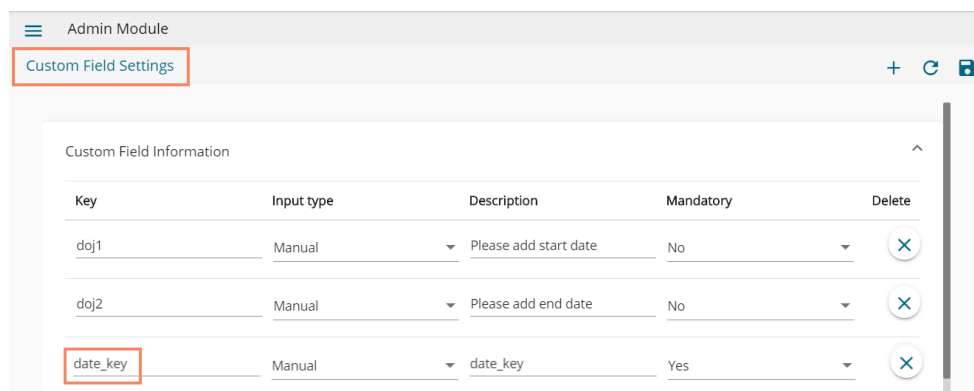 Admin Module
Custom Field Settings
Custom Field Information
Key Input type Description Mandatory Delete
doj1 Manual Please add start date No
doj2 Manual Please add end date No
date_key Manual date_key Yes